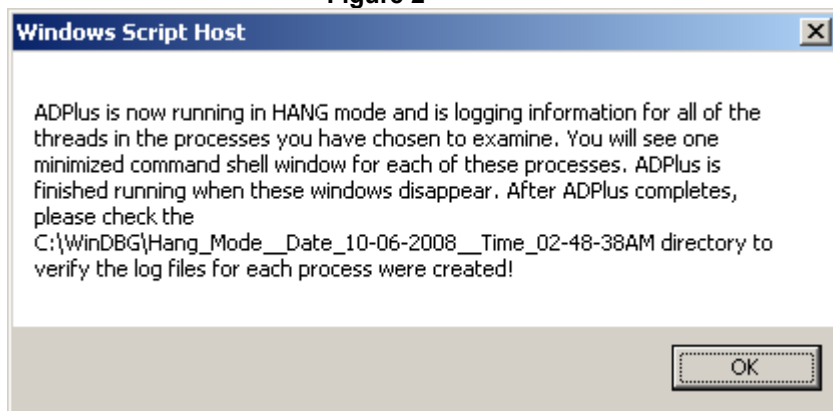 Figure 2
Windows Script Host
ADPlus is now running in HANG mode and is logging information for all of the
threads in the processes you have chosen to examine. You will see one
minimized command shell window for each of these processes. ADPlus is
finished running when these windows disappear. After ADPlus completes,
please check the
C:\WinDBG\Hang_Mode__Date_10-06-2008__Time_02-48-38AM directory to
verify the log files for each process were created!
OK